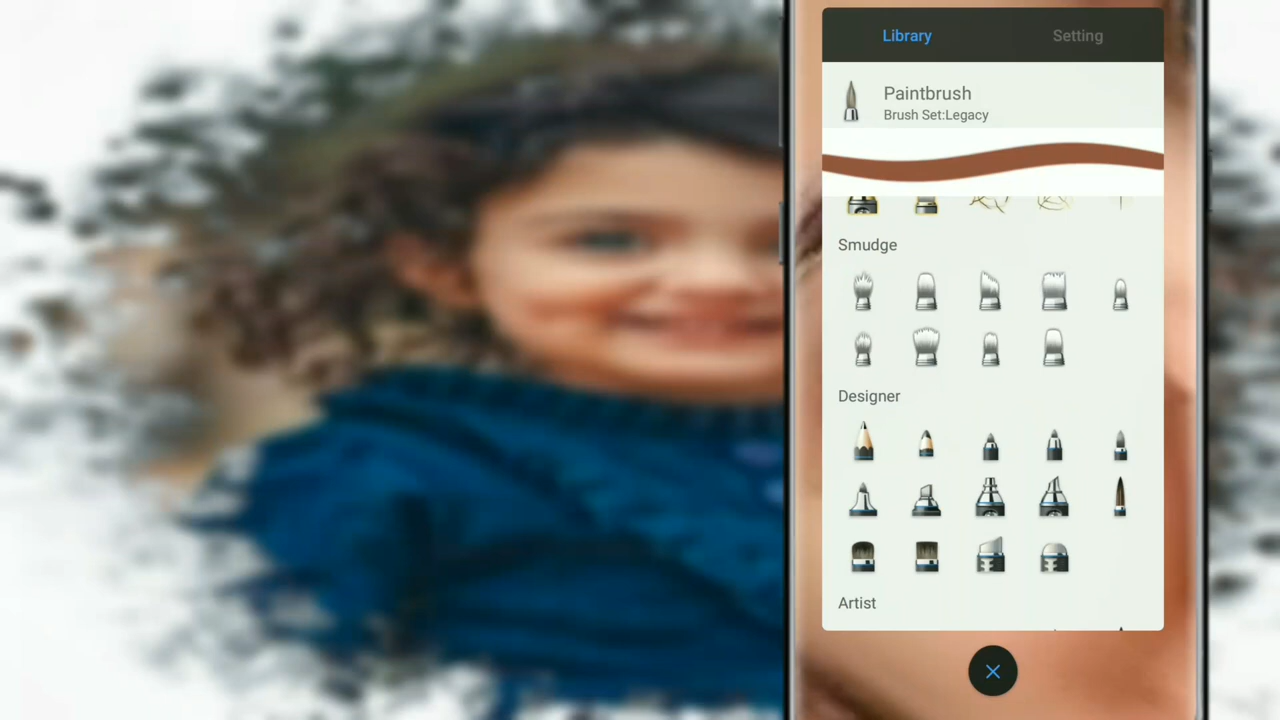 Library
Setting
Paintbrush
Brush Set:Legacy
Smudge
Designer
Artist